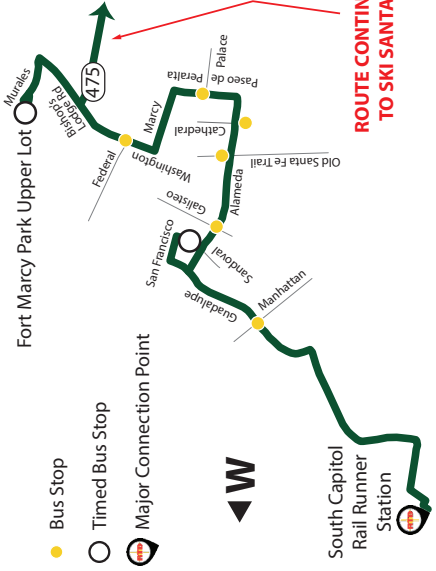 Fort Marcy Park Upper Lot
Murales
Bishop's
Lodge Rd
475
Federal
Washington
Marcy
Paseo de
Peralta
Palace
Cathedral
Old Santa Fe Trail
Alameda
Galisteo
San Francisco
Sandoval
Guadalupe
Manhattan
ROUTE CONTIN
TO SKI SANTA
Bus Stop
Timed Bus Stop
Major Connection Point
W
South Capitol
Rail Runner
Station
RTD